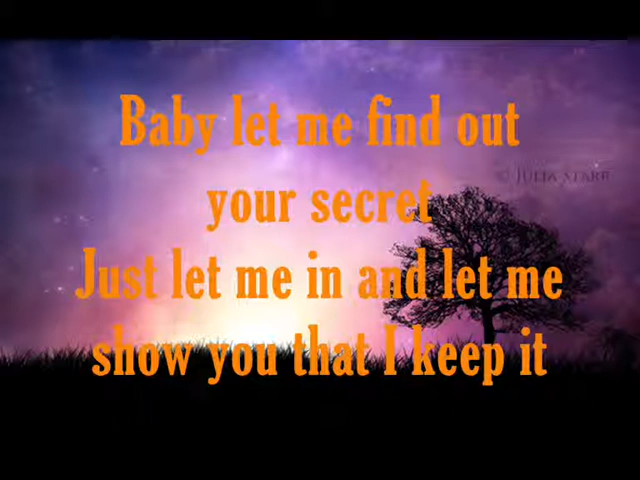 Baby let me find out
© Julia Starr
your secret
Just let me in and let me
show you that I keep it